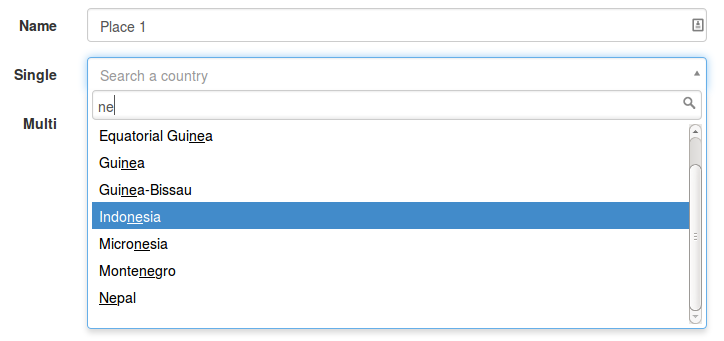 Name Place 1
Single Search a country
ne
Multi
Equatorial Guinea
Guinea
Guinea-Bissau
Indonesia
Micronesia
Montenegro
Nepal